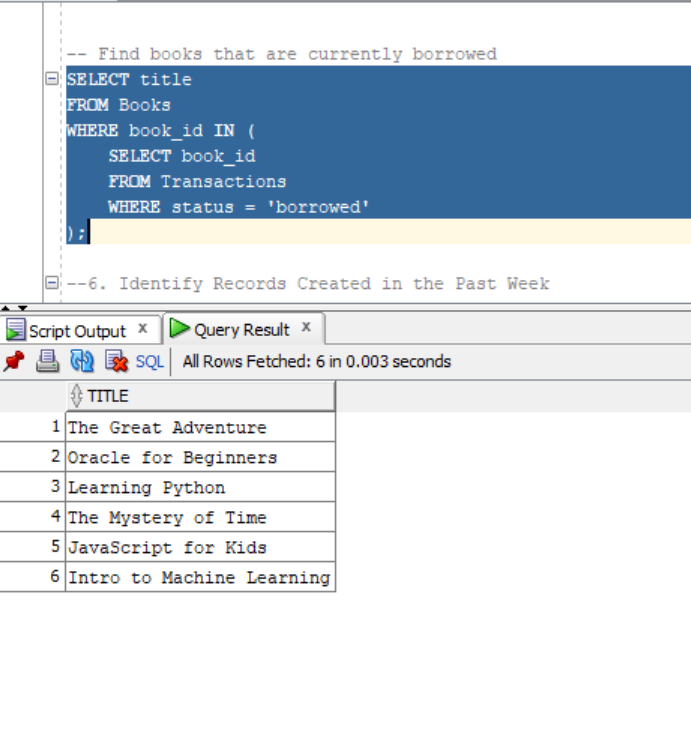 -- Find books that are currently borrowed
SELECT title
FROM Books
WHERE book_id IN (
    SELECT book_id
    FROM Transactions
    WHERE status = 'borrowed'
);
--6. Identify Records Created in the Past Week
Script Output x Query Result x
SQL All Rows Fetched: 6 in 0.003 seconds
TITLE
1 The Great Adventure
2 Oracle for Beginners
3 Learning Python
4 The Mystery of Time
5 JavaScript for Kids
6 Intro to Machine Learning